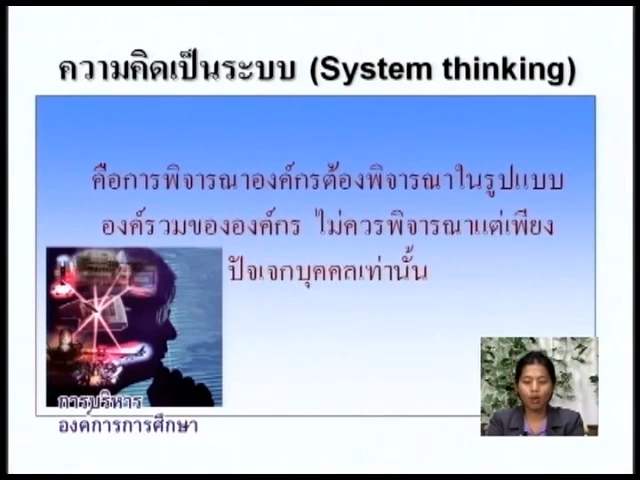 ความคิดเป็นระบบ (System thinking)
คือการพิจารณาองค์กรต้องพิจารณาในรูปแบบ
องค์รวมขององค์กร ไม่ควรพิจารณาแต่เพียง
ปัจเจกบุคคลเท่านั้น
การบริหาร
องค์การการศึกษา